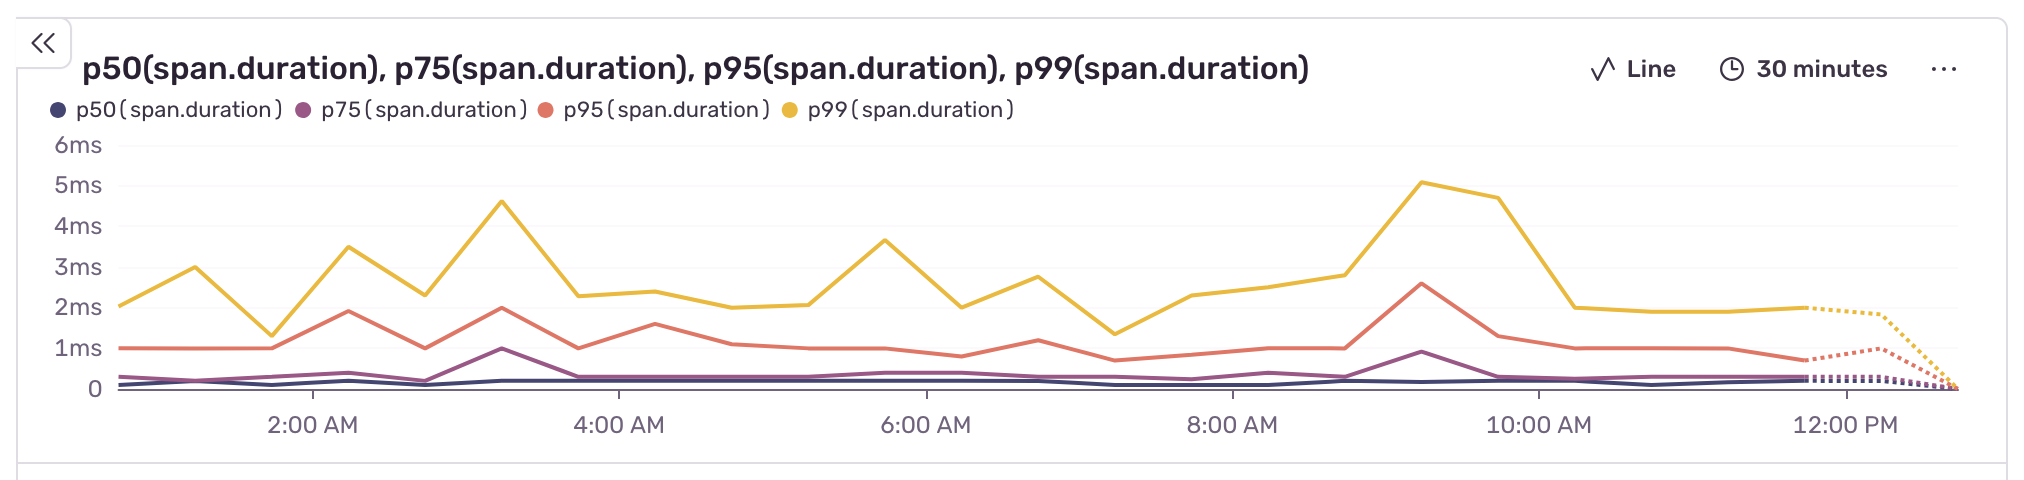 p50(span.duration), p75(span.duration), p95(span.duration), p99(span.duration)
Line
30 minutes
p50(span.duration) p75(span.duration) p95(span.duration) p99(span.duration)
6ms
5ms
4ms
3ms
2ms
1ms
0
2:00 AM 4:00 AM 6:00 AM 8:00 AM 10:00 AM 12:00 PM